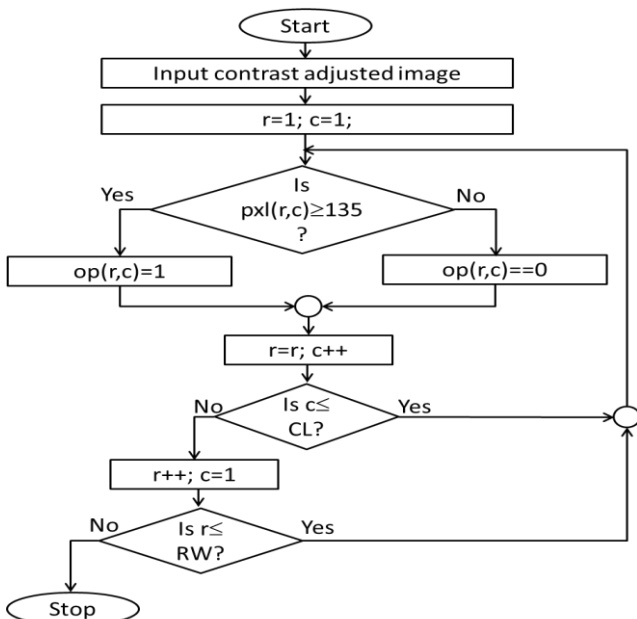 Start
Input contrast adjusted image
r=1; c=1;
Is
Yes
No
pxl(r,c)≥135
?
op(r,c)=1
op(r,c)==0
r=r; c++
No
Is c≤
Yes
CL?
r++; c=1
No
Is r≤
Yes
RW?
Stop